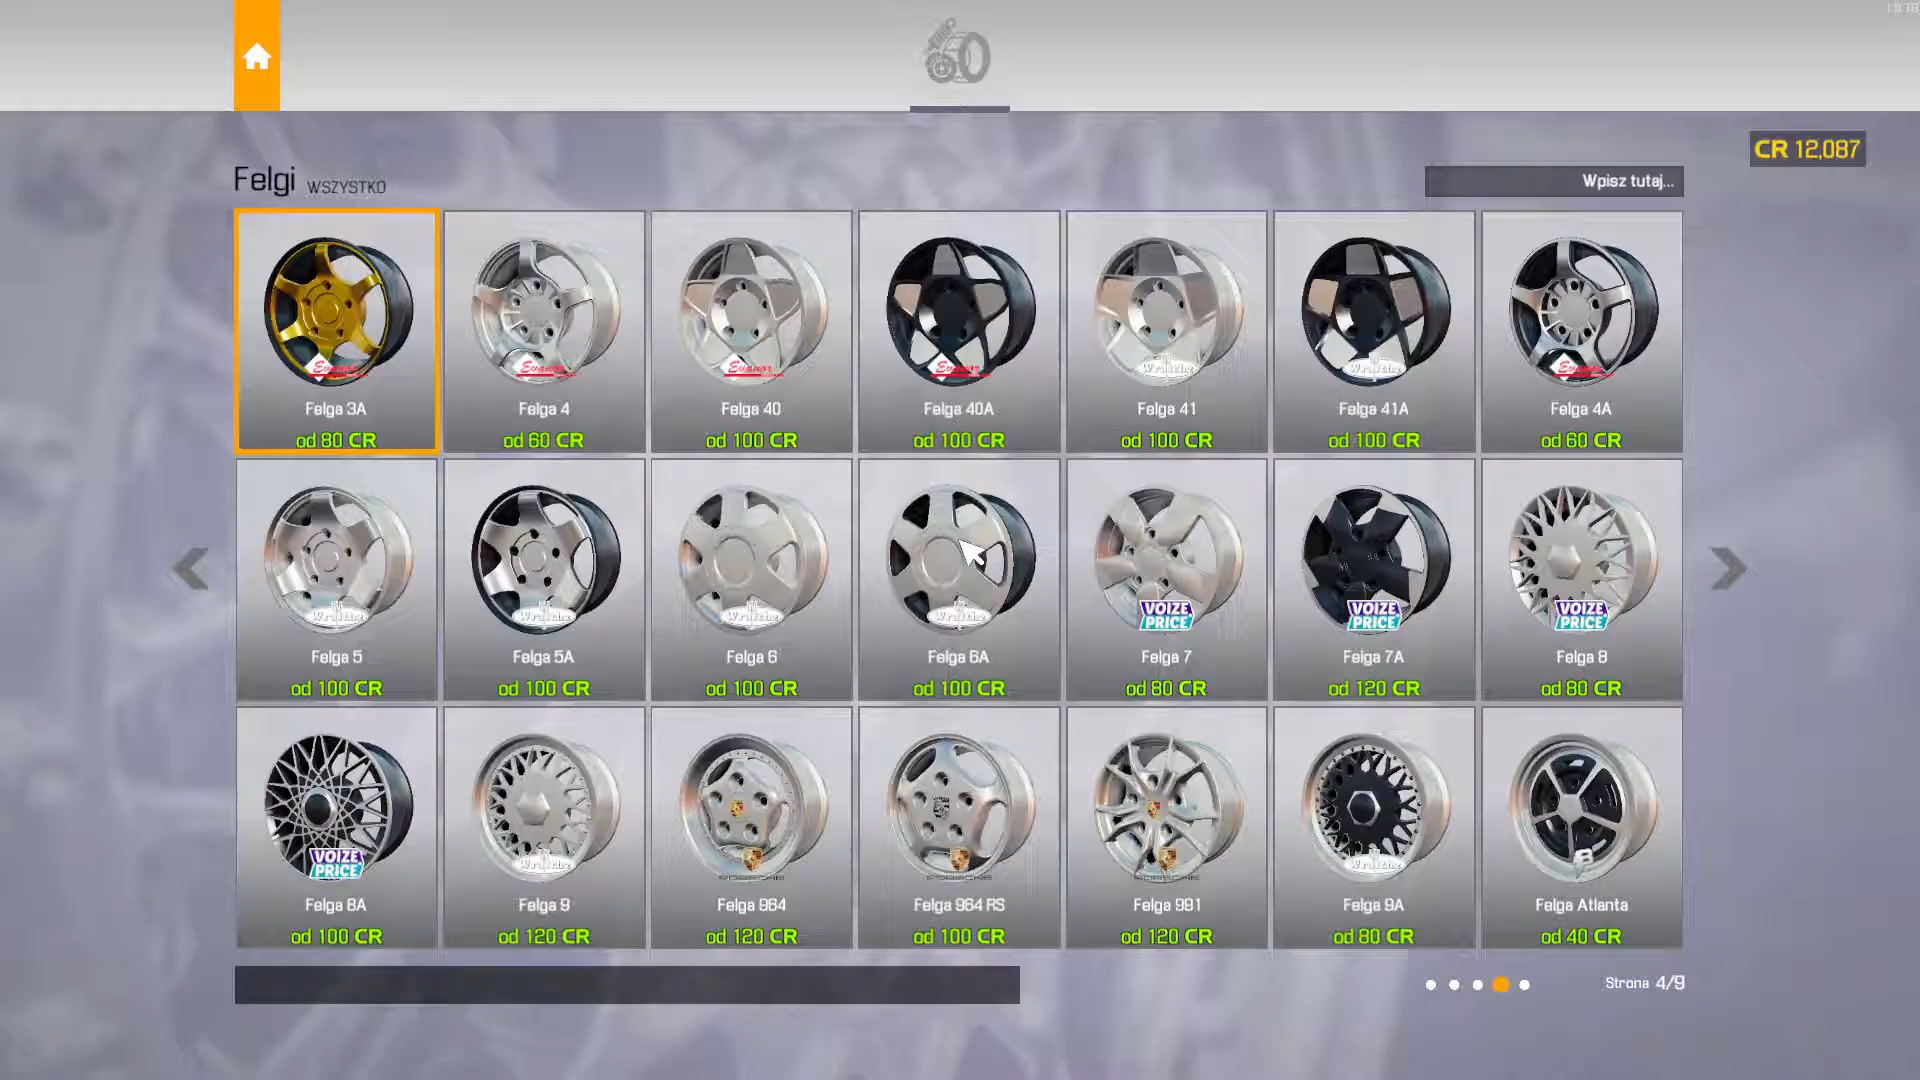 CR 12,087
Felgi WSZYSTKO
Wpisz tutaj...
Felga 3A
od 80 CR
Felga 4
od 60 CR
Felga 40
od 100 CR
Felga 40A
od 100 CR
Felga 41
od 100 CR
Felga 41A
od 100 CR
Felga 4A
od 60 CR
Felga 5
od 100 CR
Felga 5A
od 100 CR
Felga 6
od 100 CR
Felga 6A
od 100 CR
VOIZE
PRICE
Felga 7
od 80 CR
VOIZE
PRICE
Felga 7A
od 120 CR
VOIZE
PRICE
Felga 8
od 80 CR
VOIZE
PRICE
Felga 8A
od 100 CR
Felga 9
od 120 CR
PORSCHE
Felga 964
od 120 CR
PORSCHE
Felga 964 RS
od 100 CR
PORSCHE
Felga 991
od 120 CR
Felga 9A
od 80 CR
Felga Atlanta
od 40 CR
Strona 4/9